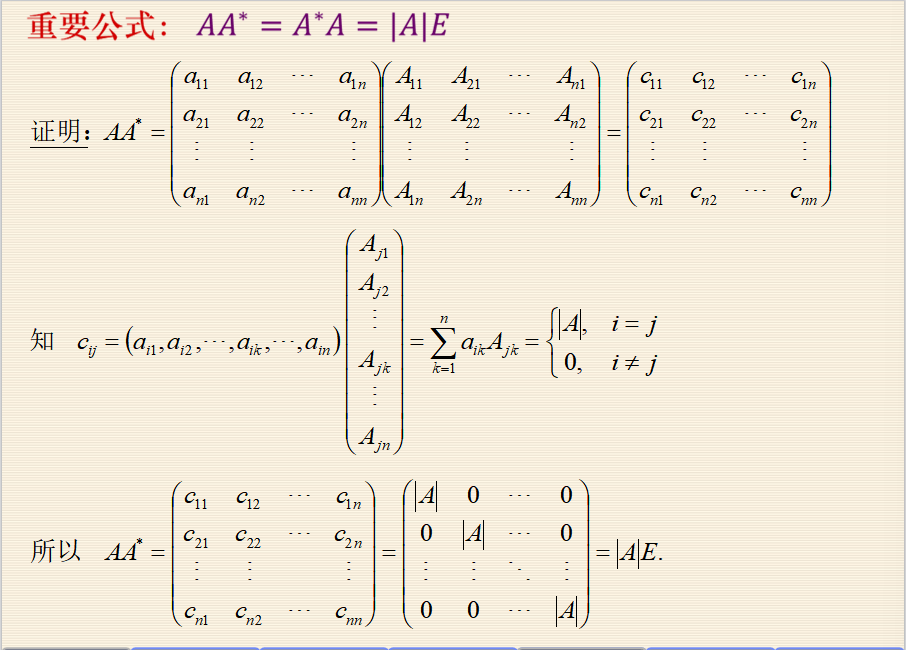 重要公式： AA* = A*A = |A|E
证明：AA* = \begin{pmatrix} a_{11} & a_{12} & \cdots & a_{1n} \\ a_{21} & a_{22} & \cdots & a_{2n} \\ \vdots & \vdots & & \vdots \\ a_{n1} & a_{n2} & \cdots & a_{nn} \end{pmatrix} \begin{pmatrix} A_{11} & A_{21} & \cdots & A_{n1} \\ A_{12} & A_{22} & \cdots & A_{n2} \\ \vdots & \vdots & & \vdots \\ A_{1n} & A_{2n} & \cdots & A_{nn} \end{pmatrix} = \begin{pmatrix} c_{11} & c_{12} & \cdots & c_{1n} \\ c_{21} & c_{22} & \cdots & c_{2n} \\ \vdots & \vdots & & \vdots \\ c_{n1} & c_{n2} & \cdots & c_{nn} \end{pmatrix}
知 c_{ij} = (a_{i1}, a_{i2}, \cdots, a_{ik}, \cdots, a_{in}) \begin{pmatrix} A_{j1} \\ A_{j2} \\ \vdots \\ A_{jk} \\ \vdots \\ A_{jn} \end{pmatrix} = \sum_{k=1}^{n} a_{ik}A_{jk} = \begin{cases} |A|, & i = j \\ 0, & i \neq j \end{cases}
所以 AA* = \begin{pmatrix} c_{11} & c_{12} & \cdots & c_{1n} \\ c_{21} & c_{22} & \cdots & c_{2n} \\ \vdots & \vdots & & \vdots \\ c_{n1} & c_{n2} & \cdots & c_{nn} \end{pmatrix} = \begin{pmatrix} |A| & 0 & \cdots & 0 \\ 0 & |A| & \cdots & 0 \\ \vdots & \vdots & \ddots & \vdots \\ 0 & 0 & \cdots & |A| \end{pmatrix} = |A|E.